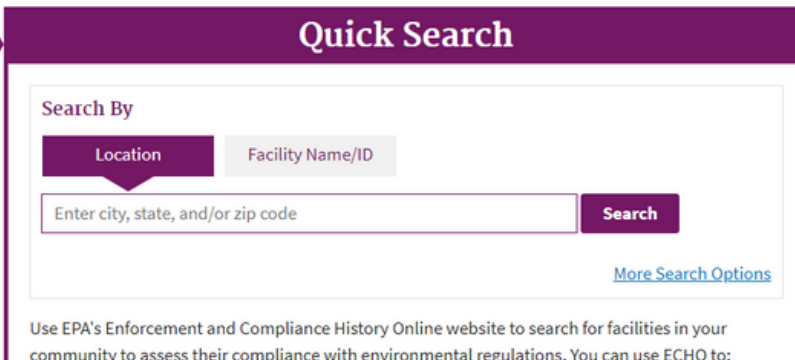 Quick Search
Search By
Location
Facility Name/ID
Enter city, state, and/or zip code
Search
More Search Options
Use EPA's Enforcement and Compliance History Online website to search for facilities in your
community to assess their compliance with environmental regulations. You can use ECHO to: